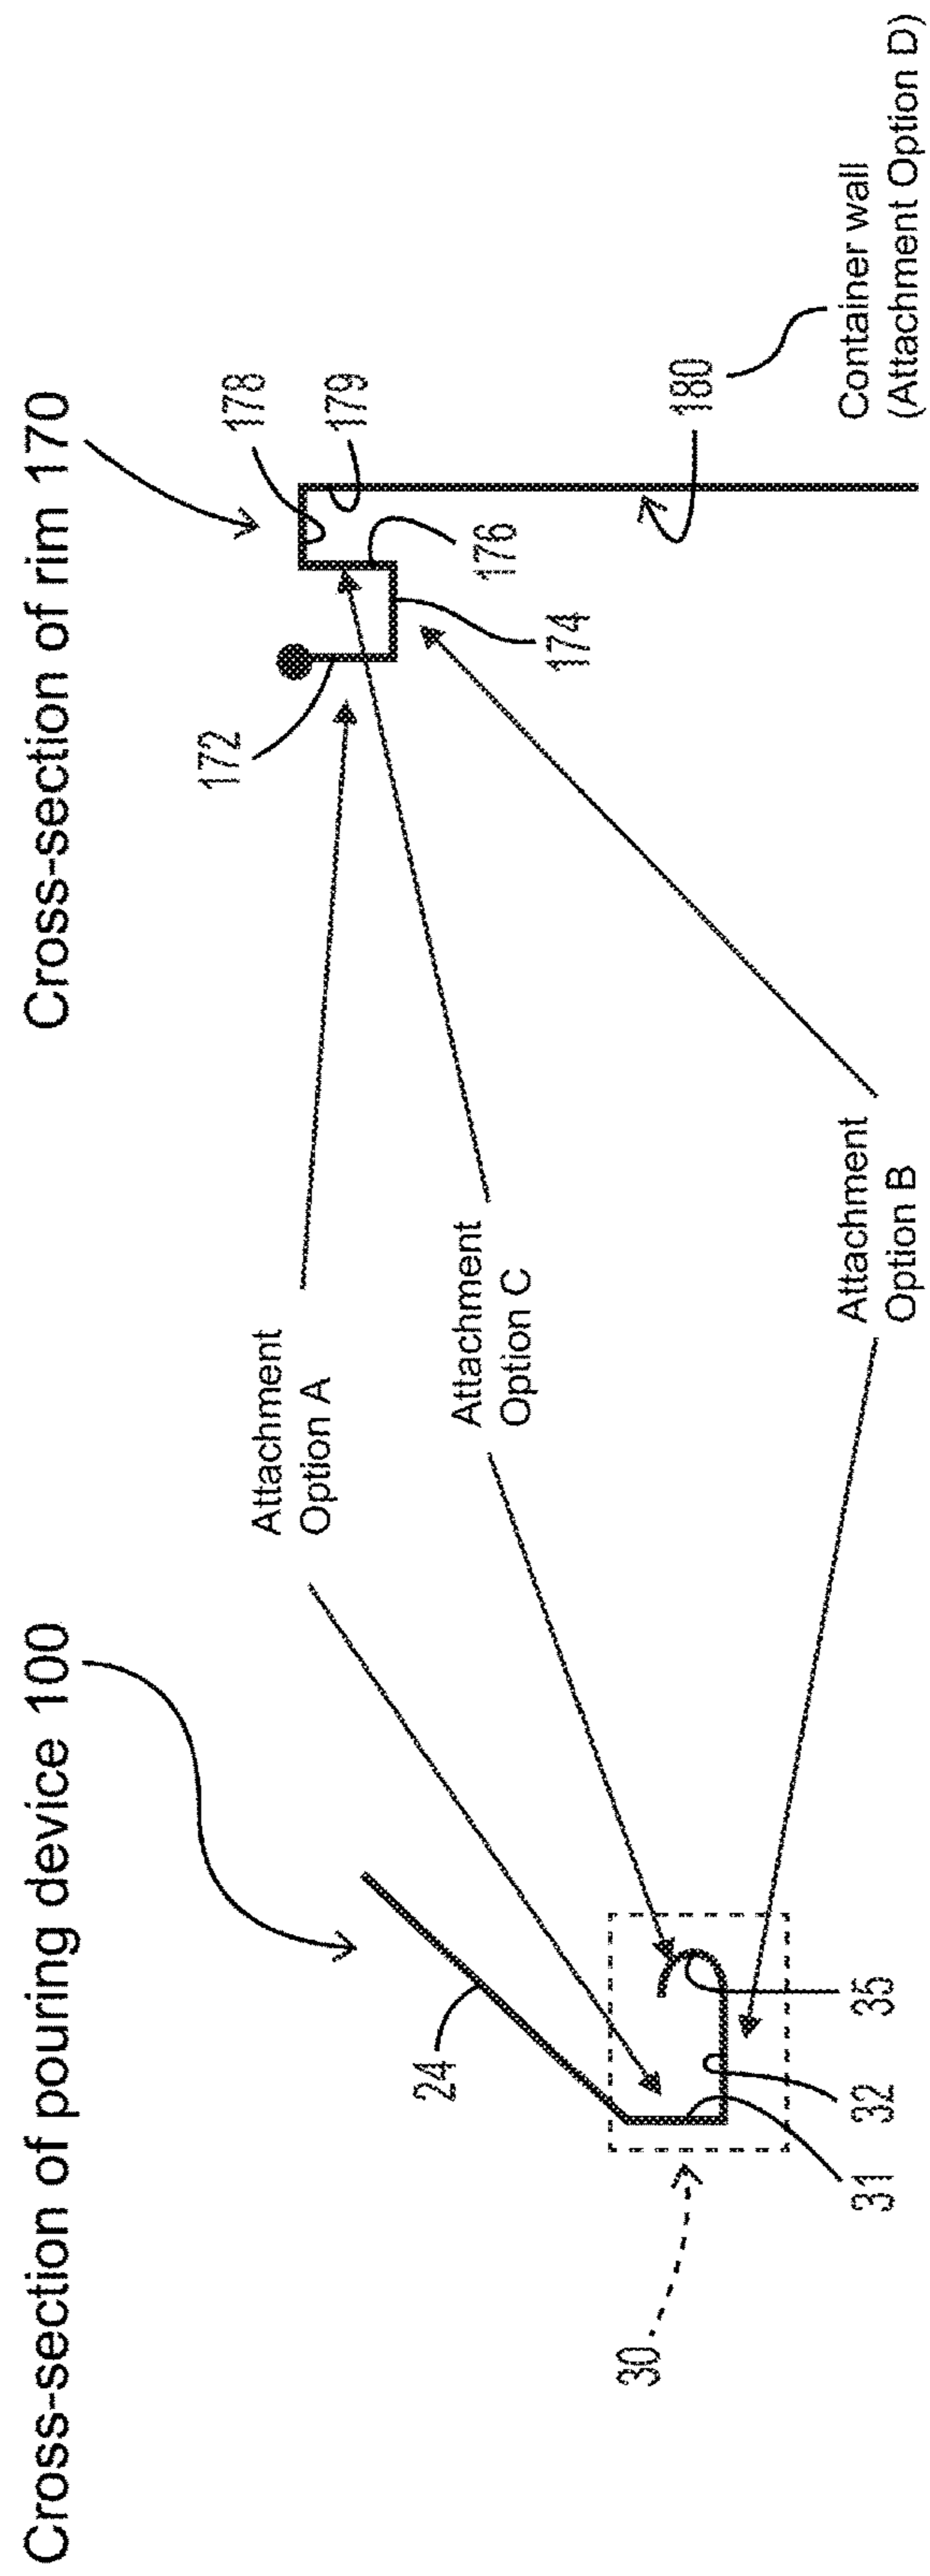 Cross-section of pouring device 100
Cross-section of rim 170
24
30
31
32
35
Attachment
Option A
Attachment
Option C
Attachment
Option B
172
178
179
176
174
180
Container wall
(Attachment Option D)